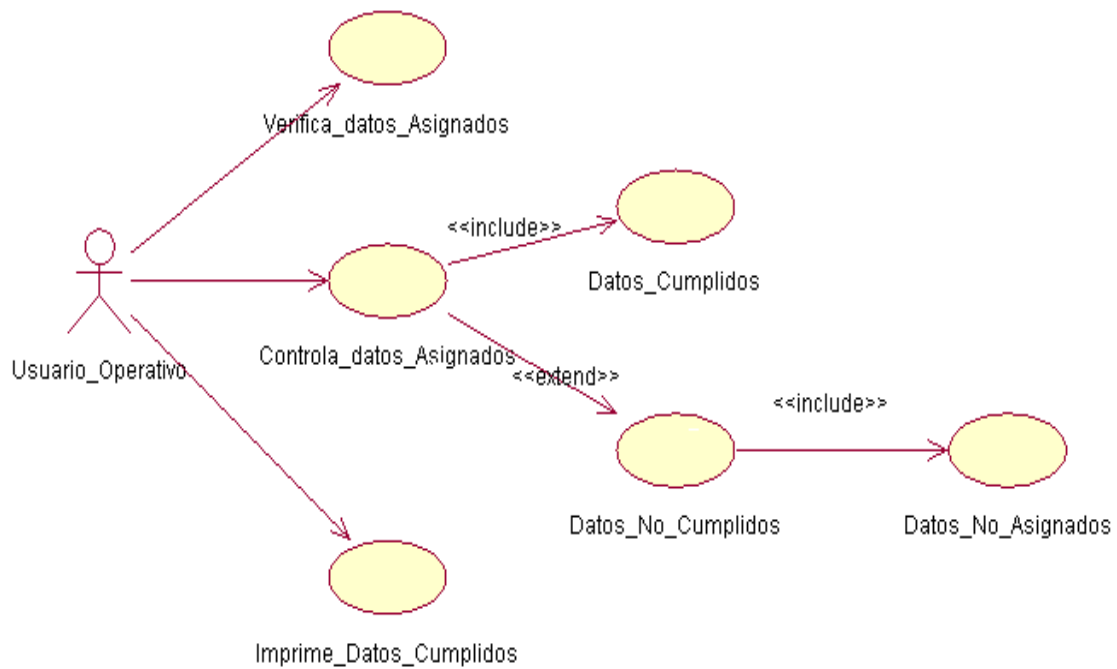 Verifica_datos_Asignados
<<include>>
Datos_Cumplidos
Controla_datos_Asignados
Usuario_Operativo
<<extend>>
<<include>>
Datos_No_Cumplidos
Datos_No_Asignados
Imprime_Datos_Cumplidos